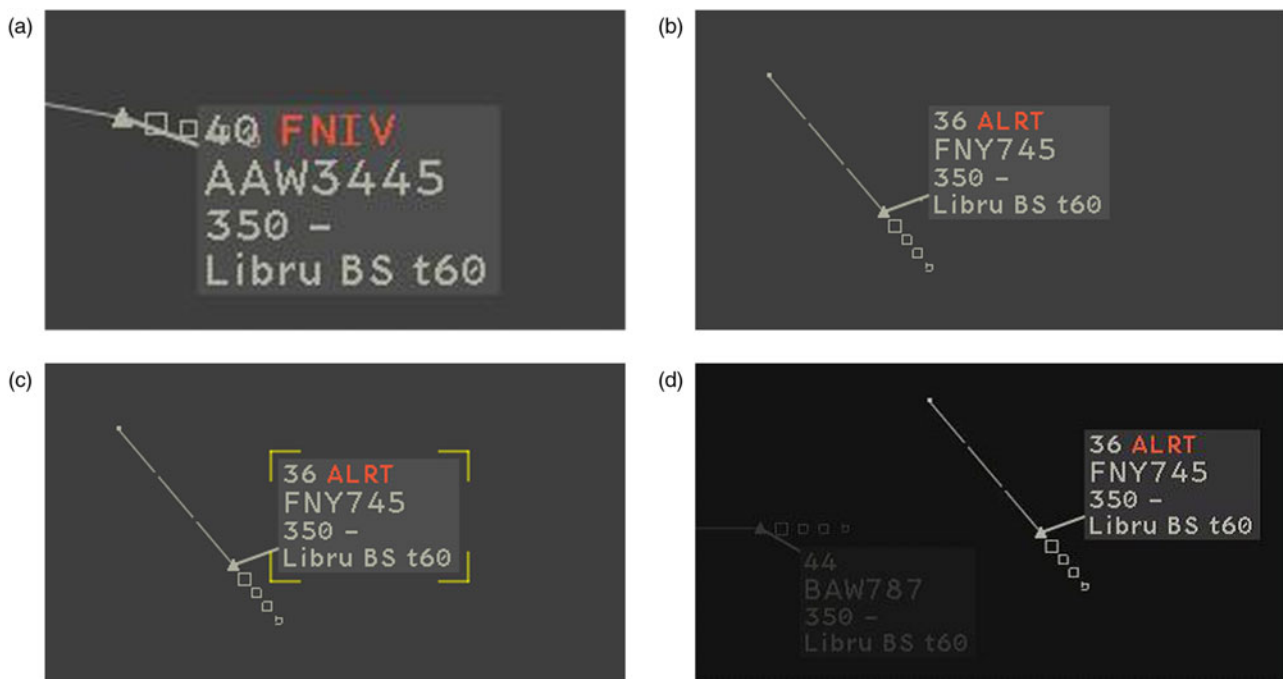 (a)
40 FNIV
AAW3445
350 –
Libru BS t60
(b)
36 ALRT
FNY745
350 –
Libru BS t60
(c)
36 ALRT
FNY745
350 –
Libru BS t60
(d)
36 ALRT
FNY745
350 –
Libru BS t60
44
BAW787
350 –
Libru BS t60